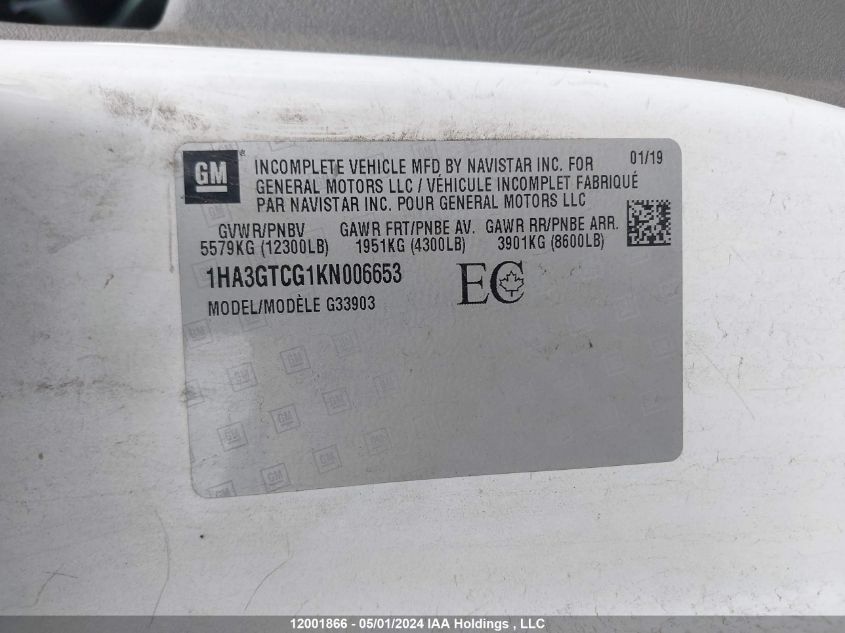 GM INCOMPLETE VEHICLE MFD BY NAVISTAR INC. FOR 01/19
GENERAL MOTORS LLC / VÉHICULE INCOMPLET FABRIQUÉ
PAR NAVISTAR INC. POUR GENERAL MOTORS LLC
GVWR/PNBV GAWR FRT/PNBE AV. GAWR RR/PNBE ARR.
5579KG (12300LB) 1951KG (4300LB) 3901KG (8600LB)
1HA3GTCG1KN006653 EC
MODEL/MODÈLE G33903
12001866 - 05/01/2024 IAA Holdings , LLC